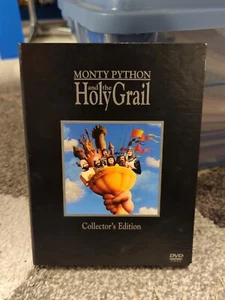 MONTY PYTHON
and the
Holy Grail
Collector's Edition
DVD